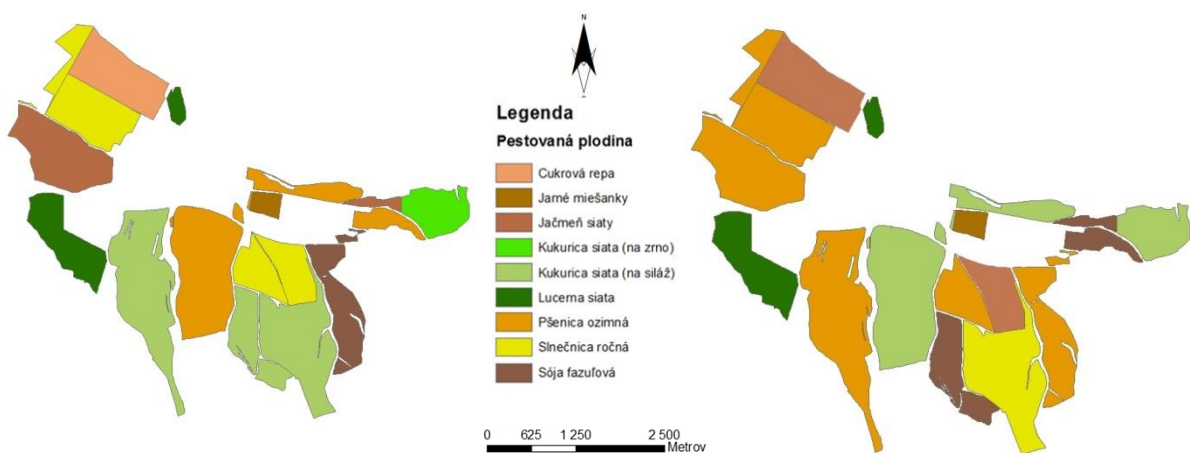 N
Legenda
Pestovaná plodina
Cukrová repa
Jarné miešanky
Jačmeň siaty
Kukurica siata (na zrno)
Kukurica siata (na siláž)
Lucerna siata
Pšenica ozimná
Slnečnica ročná
Sója fazuľová
0 625 1 250 2 500
Metrov